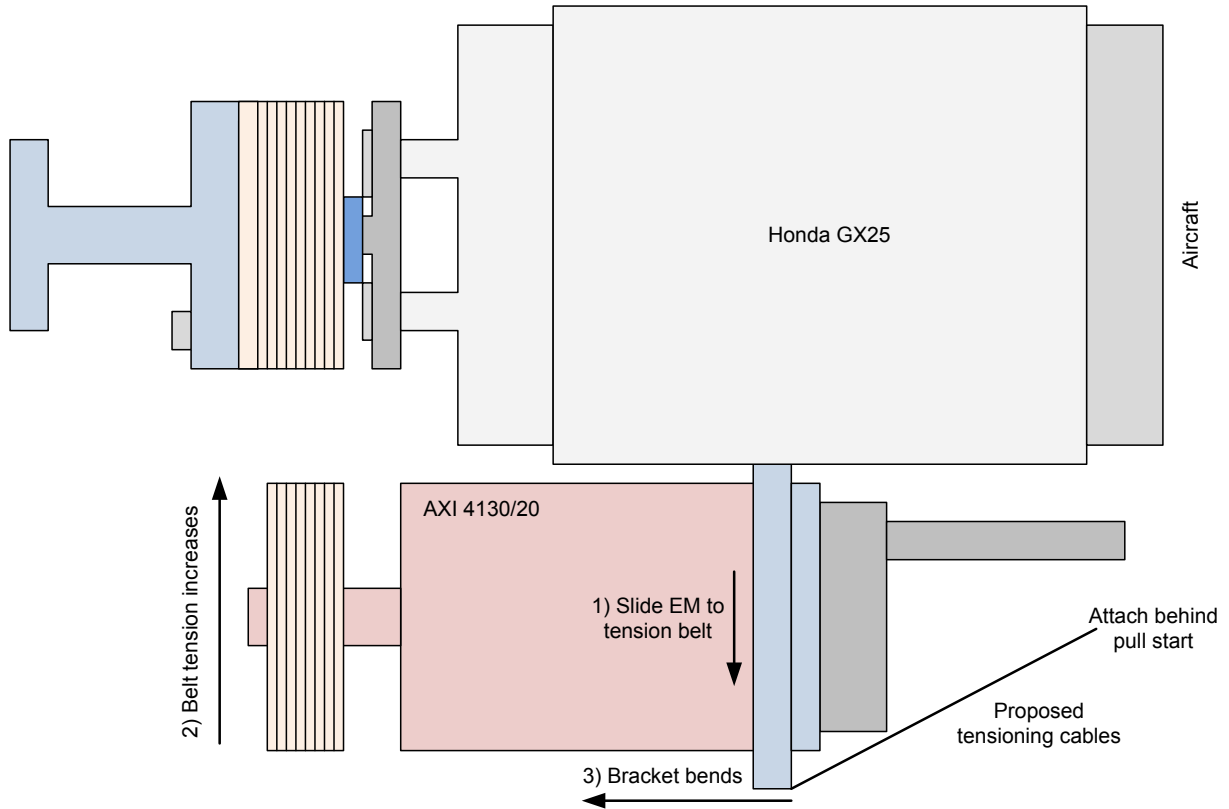 Honda GX25
Aircraft
AXI 4130/20
2) Belt tension increases
1) Slide EM to
tension belt
Attach behind
pull start
Proposed
tensioning cables
3) Bracket bends